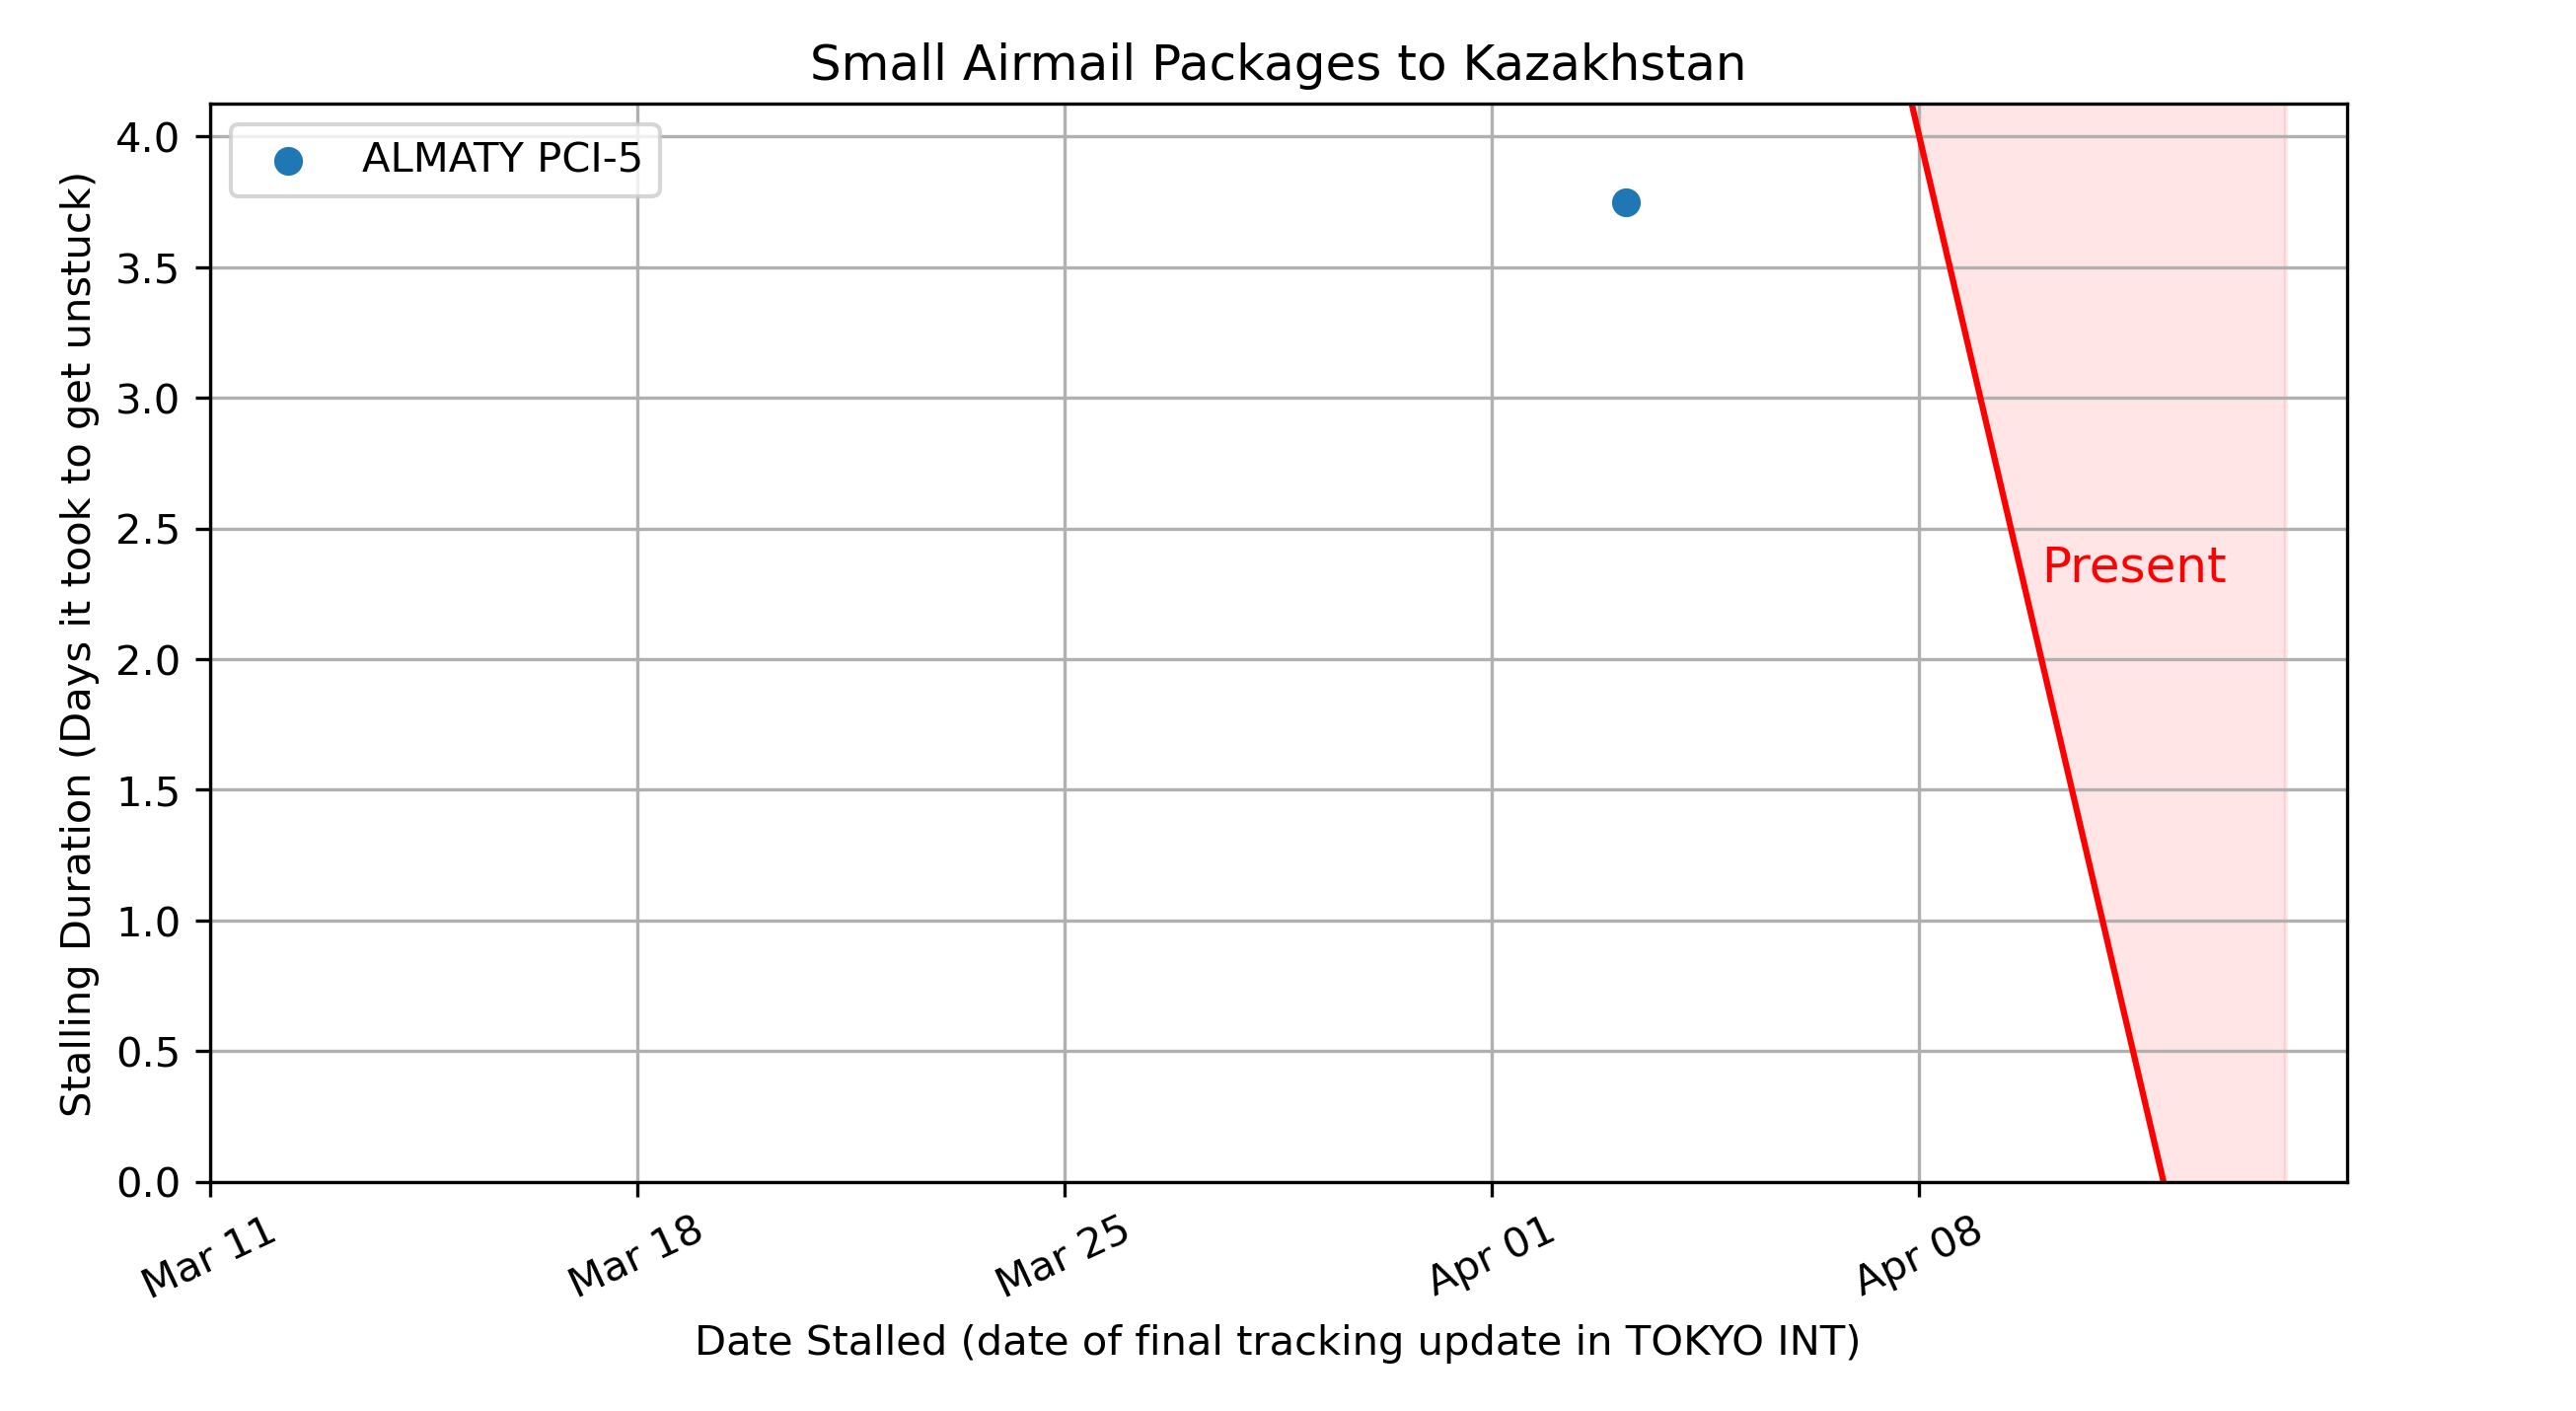 Small Airmail Packages to Kazakhstan
ALMATY PCI-5
Stalling Duration (Days it took to get unstuck)
4.0
3.5
3.0
2.5
2.0
1.5
1.0
0.5
0.0
Present
Mar 11
Mar 18
Mar 25
Apr 01
Apr 08
Date Stalled (date of final tracking update in TOKYO INT)